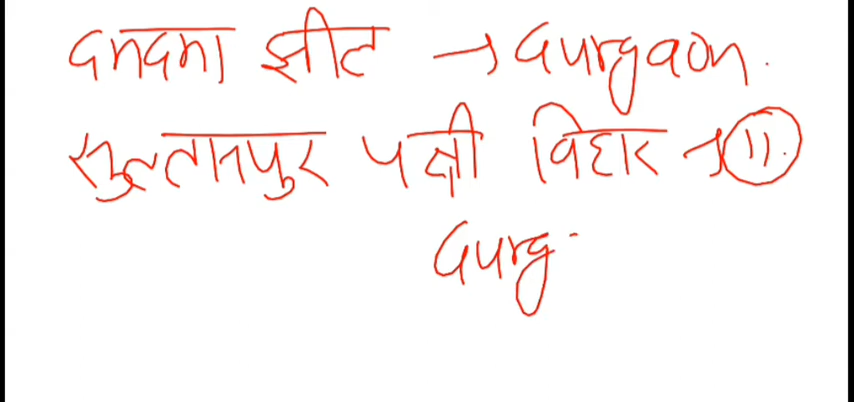 दमदमा झील → Gurgaon.
सुल्तानपुर पक्षी विहार → 11
Gurg